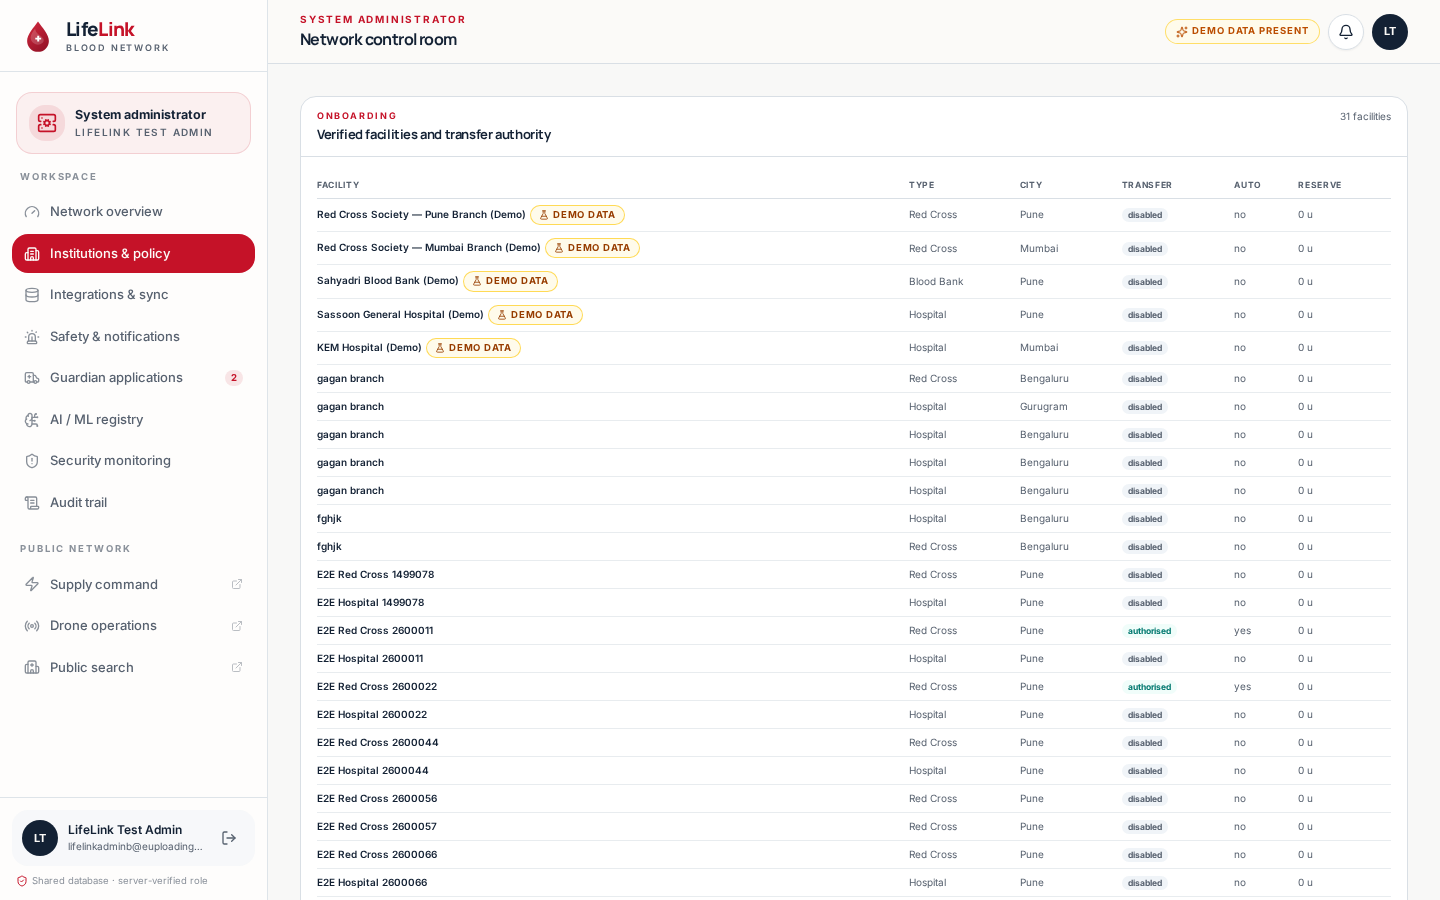 LifeLink
BLOOD NETWORK
System administrator
LIFELINK TEST ADMIN
WORKSPACE
Network overview
Institutions & policy
Integrations & sync
Safety & notifications
Guardian applications 2
AI / ML registry
Security monitoring
Audit trail
PUBLIC NETWORK
Supply command
Drone operations
Public search
LT
LifeLink Test Admin
lifelinkadminb@euploading...
Shared database · server-verified role
SYSTEM ADMINISTRATOR
Network control room
DEMO DATA PRESENT
LT
ONBOARDING
Verified facilities and transfer authority
31 facilities
FACILITY TYPE CITY TRANSFER AUTO RESERVE
Red Cross Society — Pune Branch (Demo) DEMO DATA Red Cross Pune disabled no 0 u
Red Cross Society — Mumbai Branch (Demo) DEMO DATA Red Cross Mumbai disabled no 0 u
Sahyadri Blood Bank (Demo) DEMO DATA Blood Bank Pune disabled no 0 u
Sassoon General Hospital (Demo) DEMO DATA Hospital Pune disabled no 0 u
KEM Hospital (Demo) DEMO DATA Hospital Mumbai disabled no 0 u
gagan branch Red Cross Bengaluru disabled no 0 u
gagan branch Hospital Gurugram disabled no 0 u
gagan branch Hospital Bengaluru disabled no 0 u
gagan branch Hospital Bengaluru disabled no 0 u
gagan branch Hospital Bengaluru disabled no 0 u
fghjk Hospital Bengaluru disabled no 0 u
fghjk Red Cross Bengaluru disabled no 0 u
E2E Red Cross 1499078 Red Cross Pune disabled no 0 u
E2E Hospital 1499078 Hospital Pune disabled no 0 u
E2E Red Cross 2600011 Red Cross Pune authorised yes 0 u
E2E Hospital 2600011 Hospital Pune disabled no 0 u
E2E Red Cross 2600022 Red Cross Pune authorised yes 0 u
E2E Hospital 2600022 Hospital Pune disabled no 0 u
E2E Red Cross 2600044 Red Cross Pune disabled no 0 u
E2E Hospital 2600044 Hospital Pune disabled no 0 u
E2E Red Cross 2600056 Red Cross Pune disabled no 0 u
E2E Red Cross 2600057 Red Cross Pune disabled no 0 u
E2E Red Cross 2600066 Red Cross Pune disabled no 0 u
E2E Hospital 2600066 Hospital Pune disabled no 0 u